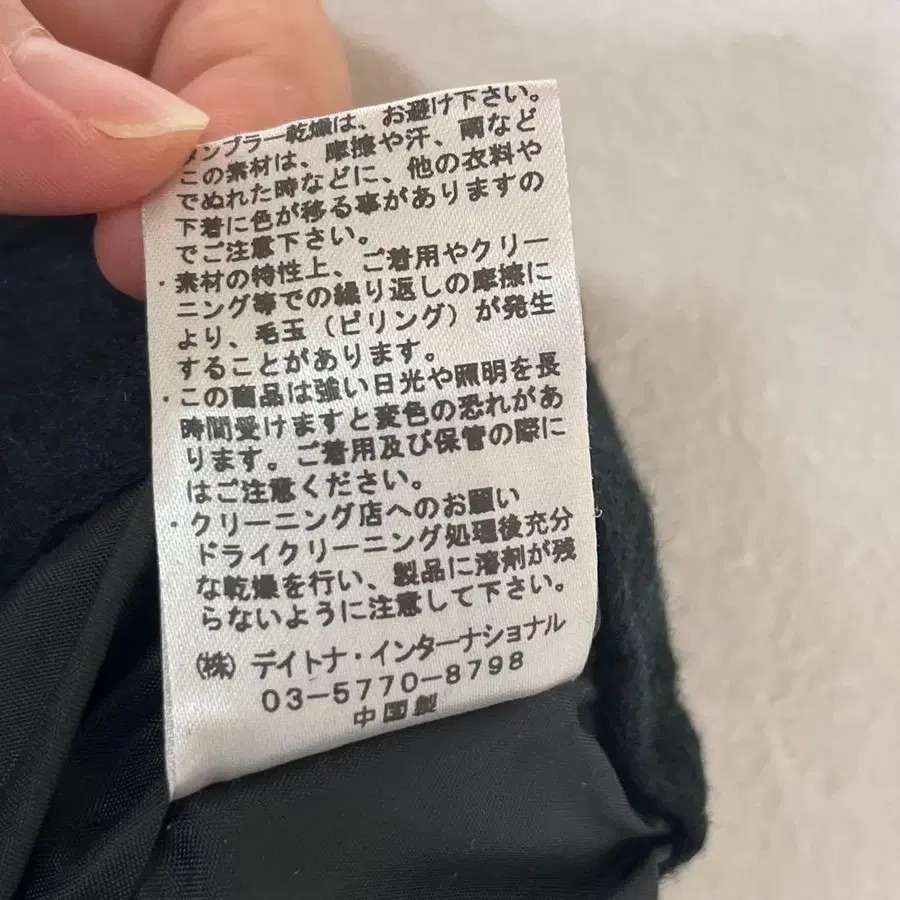 タンブラー乾燥は、お避け下さい。
この素材は、摩擦や汗、雨など
でぬれた時などに、他の衣料や
下着に色が移る事がありますの
でご注意下さい。
・素材の特性上、ご着用やクリー
ニング等での繰り返しの摩擦に
より、毛玉（ピリング）が発生
することがあります。
・この商品は強い日光や照明を長
時間受けますと変色の恐れがあ
ります。ご着用及び保管の際に
はご注意ください。
・クリーニング店へのお願い
ドライクリーニング処理後充分
な乾燥を行い、製品に溶剤が残
らないように注意して下さい。
㈱ デイトナ・インターナショナル
03-5770-8798
中国製